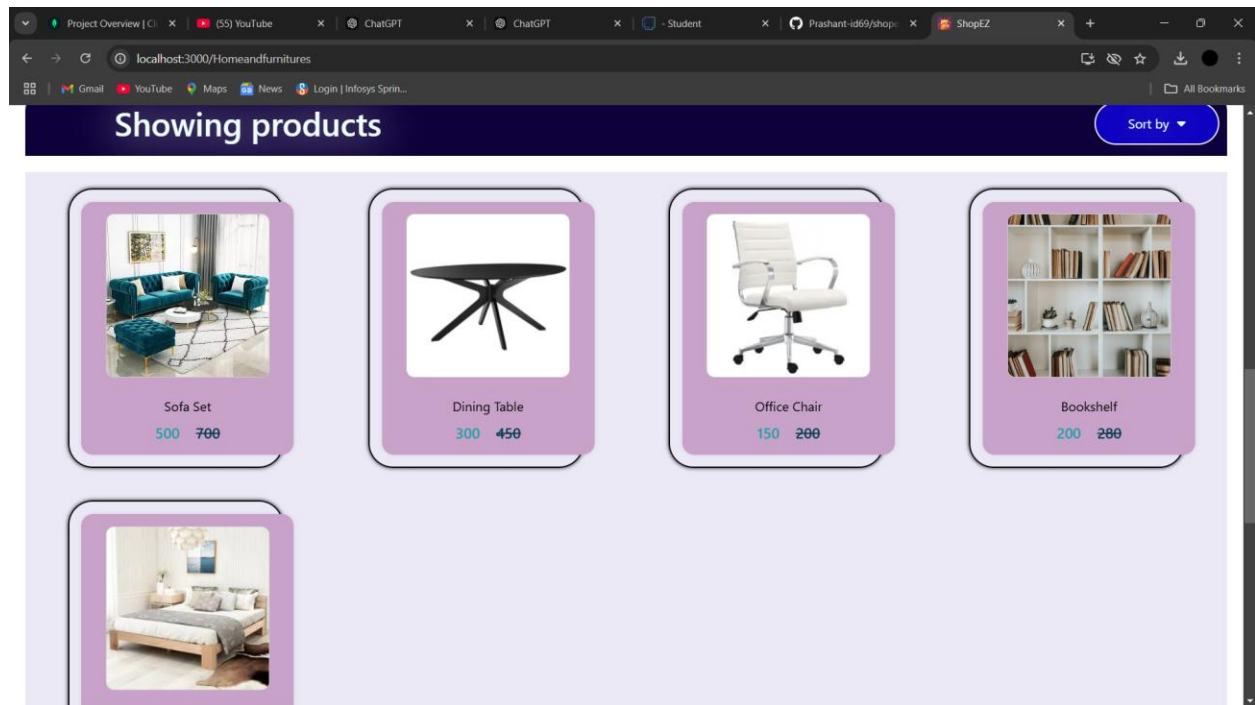 Project Overview | Cl
(55) YouTube
ChatGPT
ChatGPT
- Student
Prashant-id69/shope
ShopEZ
localhost:3000/Homeandfurnitures
Gmail
YouTube
Maps
News
Login | Infosys Sprin...
All Bookmarks
Showing products
Sort by
Sofa Set
500 700
Dining Table
300 450
Office Chair
150 200
Bookshelf
200 280